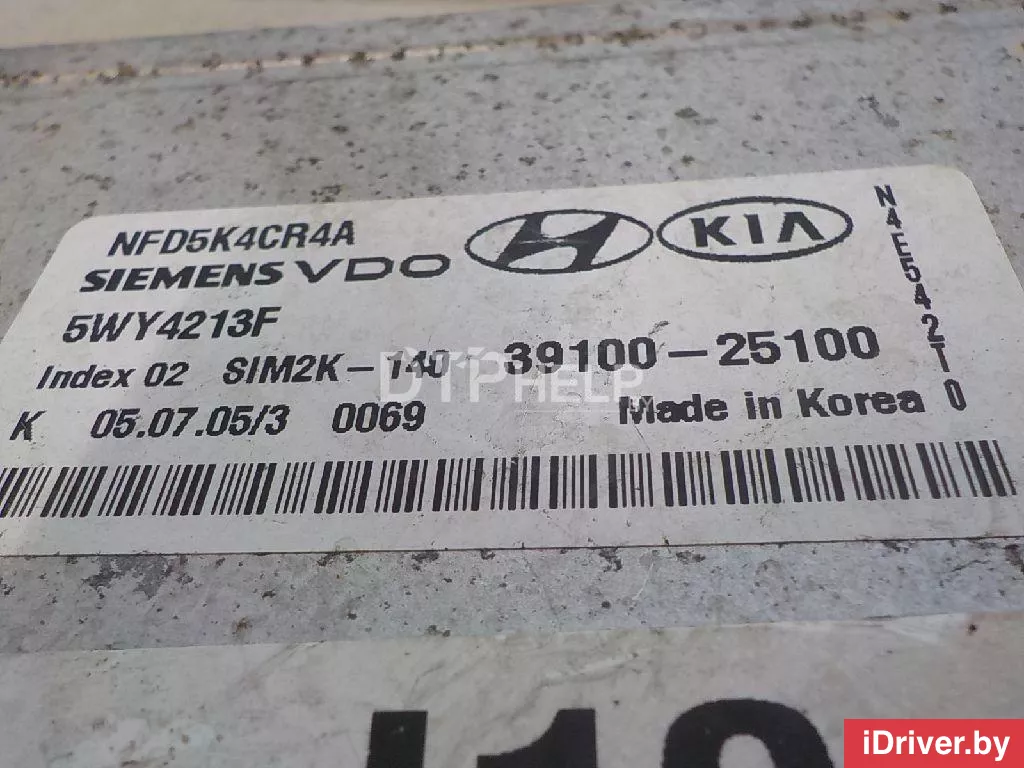 NFD5K4CR4A
SIEMENS VDO
KIA
5WY4213F
Index 02 SIM2K-140 39100-25100
K 05.07.05/3 0069 Made in Korea
N4E542T0
DTPHELP
iDriver.by